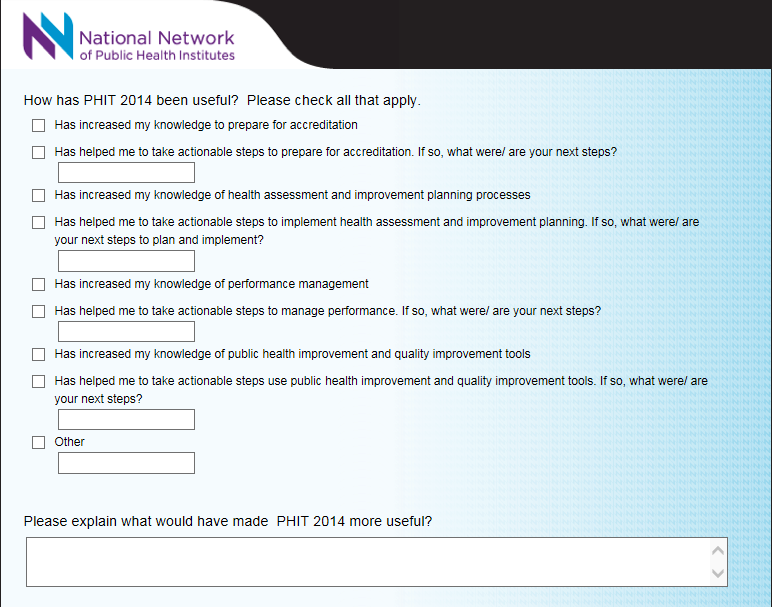 National Network
of Public Health Institutes
How has PHIT 2014 been useful?  Please check all that apply.
Has increased my knowledge to prepare for accreditation
Has helped me to take actionable steps to prepare for accreditation. If so, what were/ are your next steps?
Has increased my knowledge of health assessment and improvement planning processes
Has helped me to take actionable steps to implement health assessment and improvement planning. If so, what were/ are
your next steps to plan and implement?
Has increased my knowledge of performance management
Has helped me to take actionable steps to manage performance. If so, what were/ are your next steps?
Has increased my knowledge of public health improvement and quality improvement tools
Has helped me to take actionable steps use public health improvement and quality improvement tools. If so, what were/ are
your next steps?
Other
Please explain what would have made  PHIT 2014 more useful?